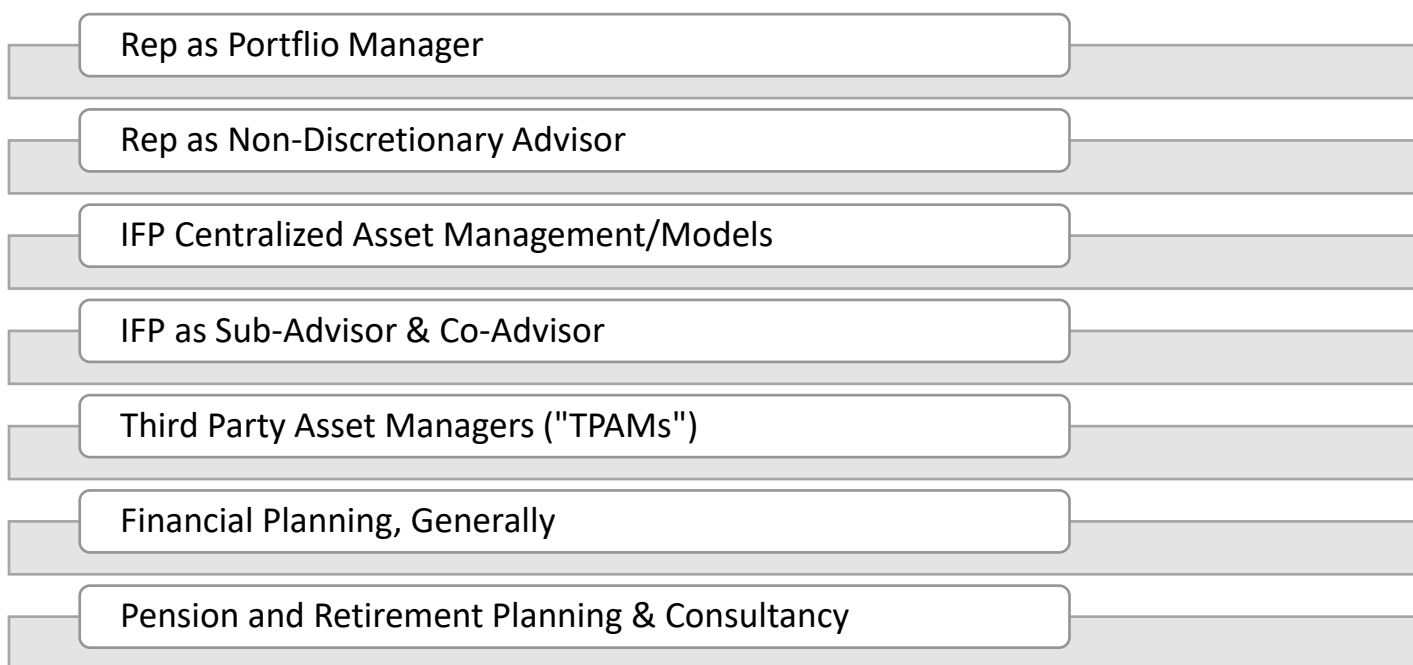 Rep as Portflio Manager
Rep as Non-Discretionary Advisor
IFP Centralized Asset Management/Models
IFP as Sub-Advisor & Co-Advisor
Third Party Asset Managers ("TPAMs")
Financial Planning, Generally
Pension and Retirement Planning & Consultancy